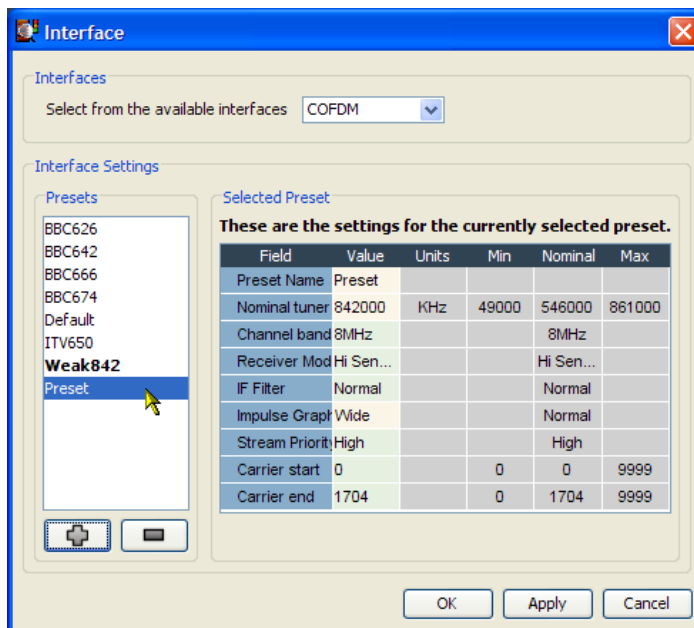 Interface
Interfaces
Select from the available interfaces COFDM
Interface Settings
Presets
BBC626
BBC642
BBC666
BBC674
Default
ITV650
Weak842
Preset
Selected Preset
These are the settings for the currently selected preset.
Field Value Units Min Nominal Max
Preset Name Preset
Nominal tuner 842000 KHz 49000 546000 861000
Channel band 8MHz 8MHz
Receiver Mod Hi Sen... Hi Sen...
IF Filter Normal Normal
Impulse Graph Wide Normal
Stream Priority High High
Carrier start 0 0 0 9999
Carrier end 1704 0 1704 9999
OK Apply Cancel